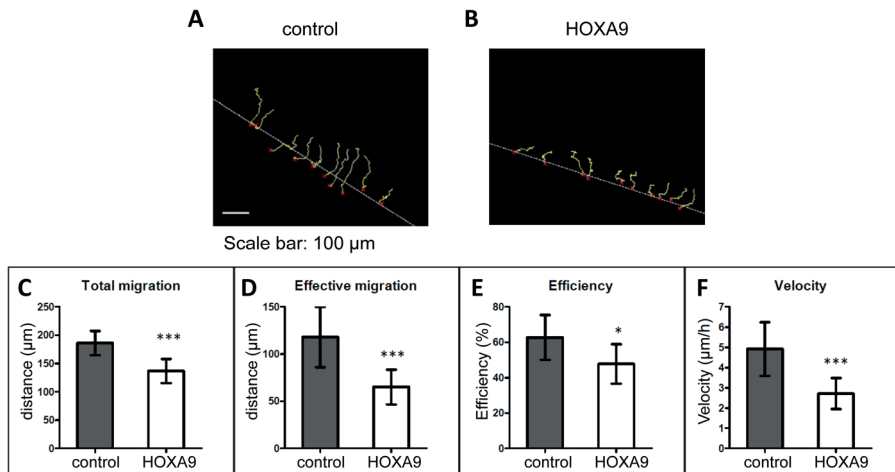 A
control
B
HOXA9
Scale bar: 100 µm
C
Total migration
distance (µm)
250
200
150
100
50
0
***
control
HOXA9
D
Effective migration
distance (µm)
150
100
50
0
***
control
HOXA9
E
Efficiency
Efficiency (%)
80
60
40
20
0
*
control
HOXA9
F
Velocity
Velocity (µm/h)
7
6
5
4
3
2
1
0
***
control
HOXA9